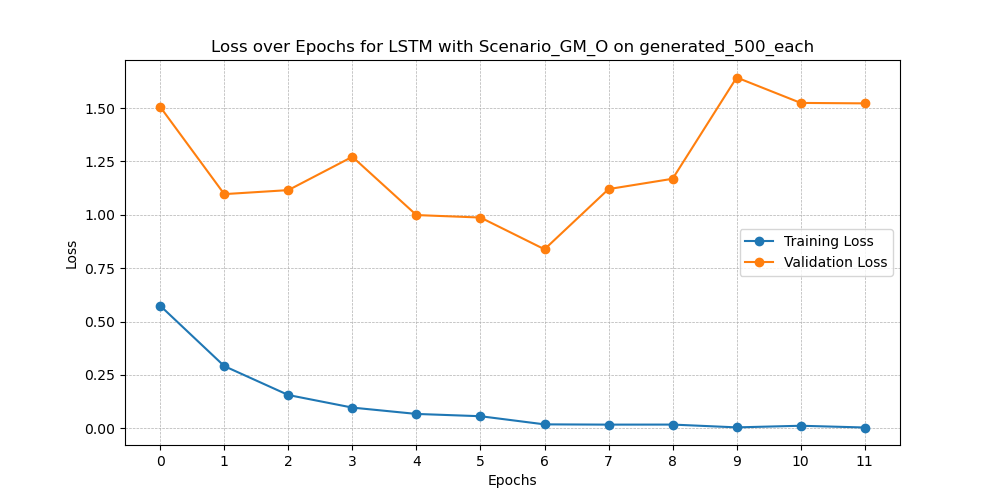 Loss over Epochs for LSTM with Scenario_GM_O on generated_500_each
1.50
1.25
1.00
0.75
0.50
0.25
0.00
Loss
Training Loss
Validation Loss
0 1 2 3 4 5 6 7 8 9 10 11
Epochs